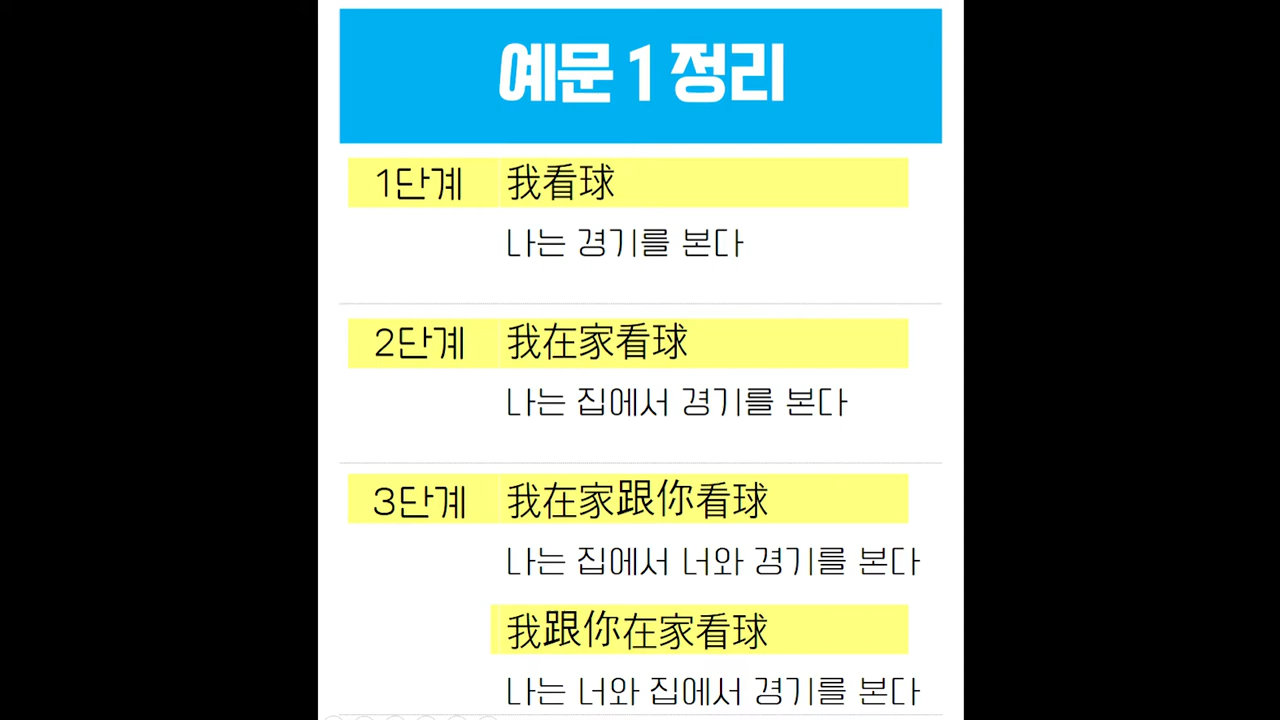 예문 1 정리
1단계 我看球
나는 경기를 본다
2단계 我在家看球
나는 집에서 경기를 본다
3단계 我在家跟你看球
나는 집에서 너와 경기를 본다
我跟你在家看球
나는 너와 집에서 경기를 본다